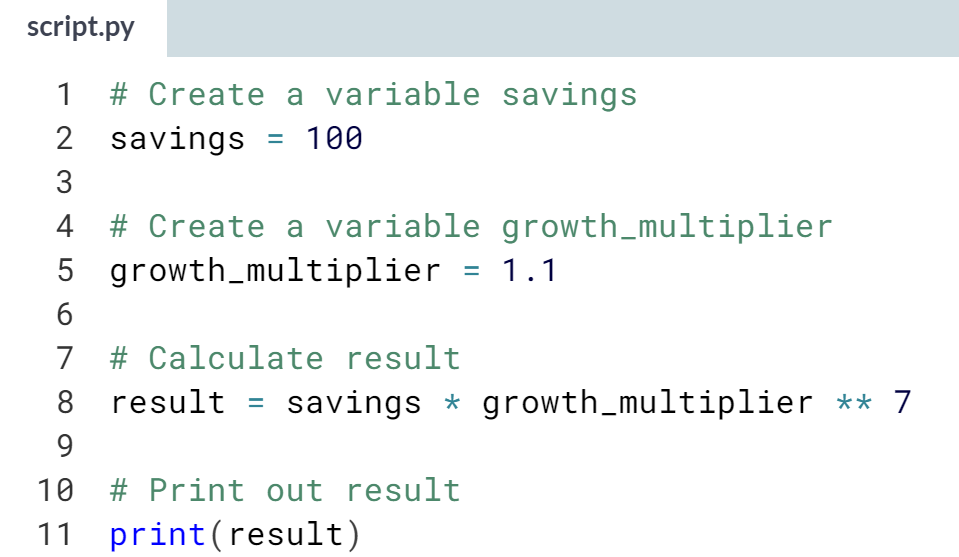 script.py
1 # Create a variable savings
2 savings = 100
3
4 # Create a variable growth_multiplier
5 growth_multiplier = 1.1
6
7 # Calculate result
8 result = savings * growth_multiplier ** 7
9
10 # Print out result
11 print(result)